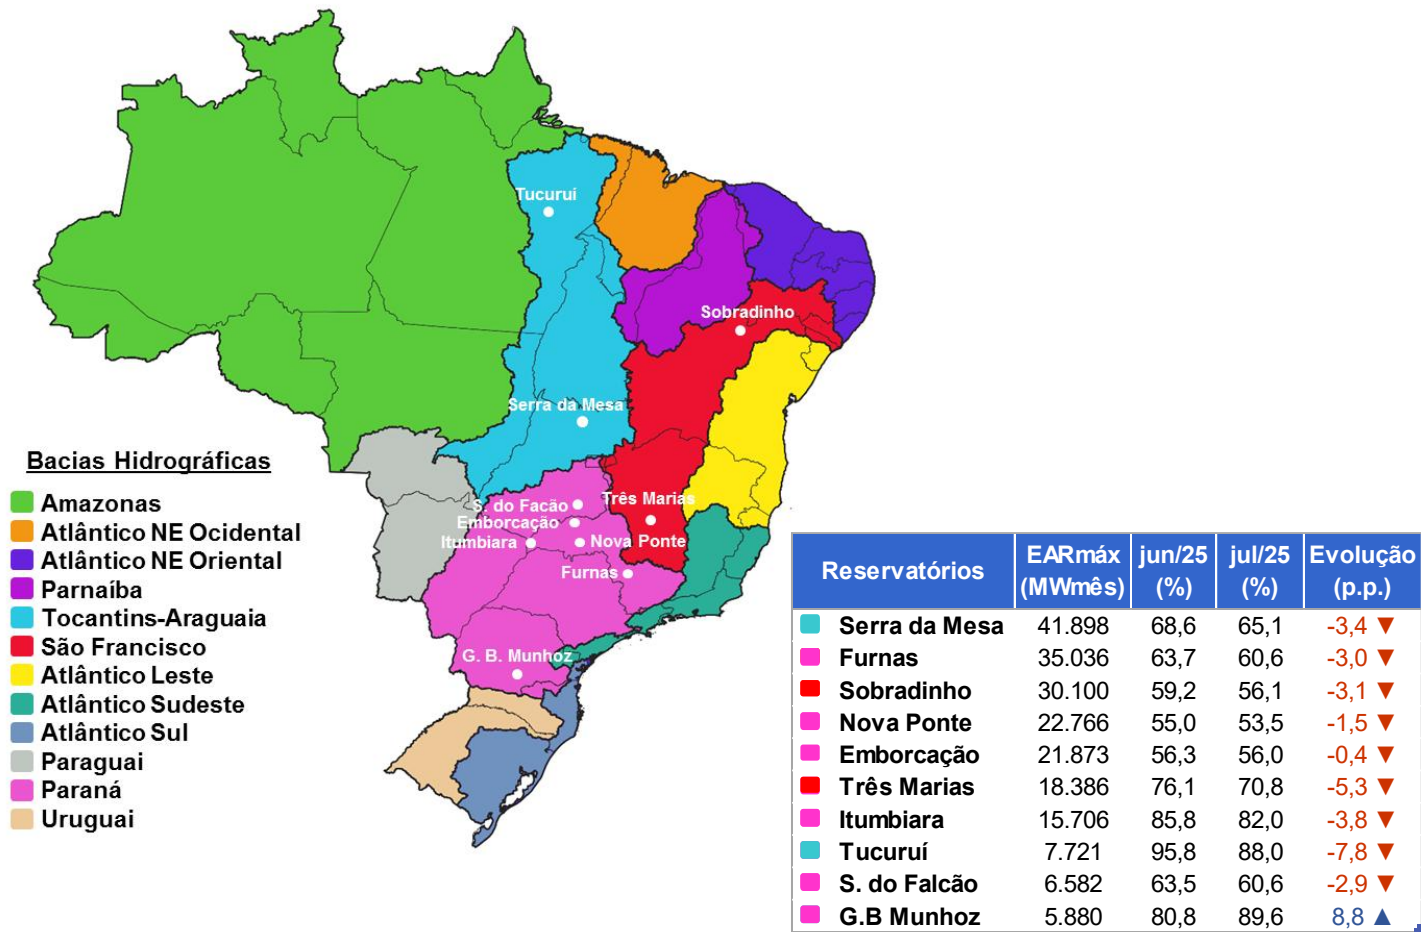 Tucuruí
Sobradinho
Serra da Mesa
S. do Facão
Três Marias
Emborcação
Itumbiara
Nova Ponte
Furnas
G. B. Munhoz
Bacias Hidrográficas
Amazonas
Atlântico NE Ocidental
Atlântico NE Oriental
Parnaíba
Tocantins-Araguaia
São Francisco
Atlântico Leste
Atlântico Sudeste
Atlântico Sul
Paraguai
Paraná
Uruguai
Reservatórios EARmáx (MWmês) jun/25 (%) jul/25 (%) Evolução (p.p.)
Serra da Mesa 41.898 68,6 65,1 -3,4 ▼
Furnas 35.036 63,7 60,6 -3,0 ▼
Sobradinho 30.100 59,2 56,1 -3,1 ▼
Nova Ponte 22.766 55,0 53,5 -1,5 ▼
Emborcação 21.873 56,3 56,0 -0,4 ▼
Três Marias 18.386 76,1 70,8 -5,3 ▼
Itumbiara 15.706 85,8 82,0 -3,8 ▼
Tucuruí 7.721 95,8 88,0 -7,8 ▼
S. do Falcão 6.582 63,5 60,6 -2,9 ▼
G.B Munhoz 5.880 80,8 89,6 8,8 ▲